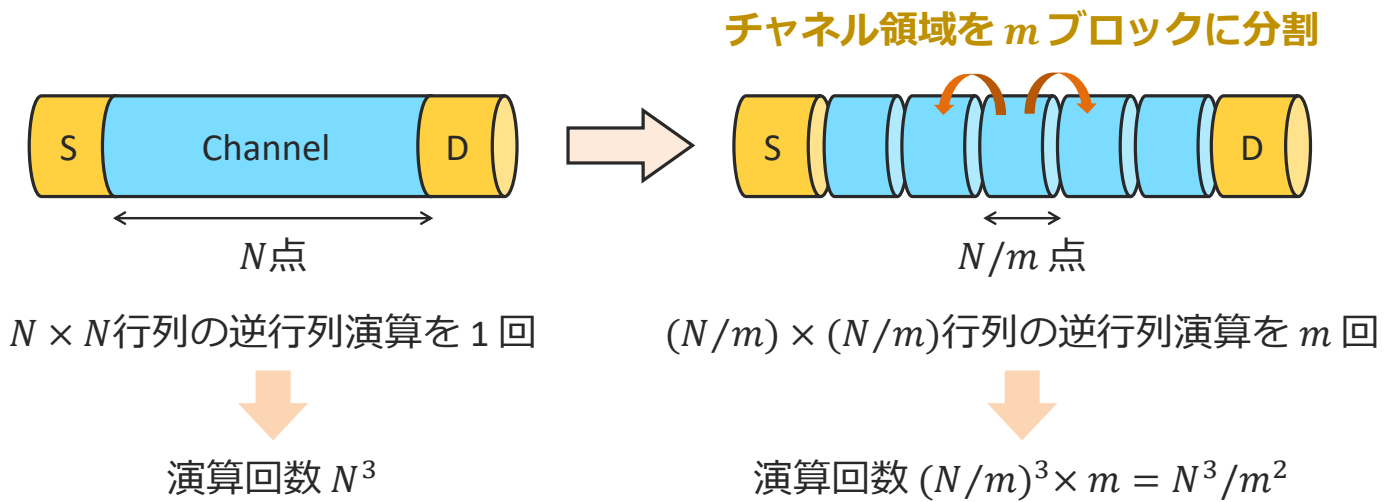 チャネル領域を m ブロックに分割
S Channel D
S D
N点
N/m 点
N × N行列の逆行列演算を 1 回
(N/m) × (N/m)行列の逆行列演算を m 回
演算回数 N³
演算回数 (N/m)³× m = N³/m²